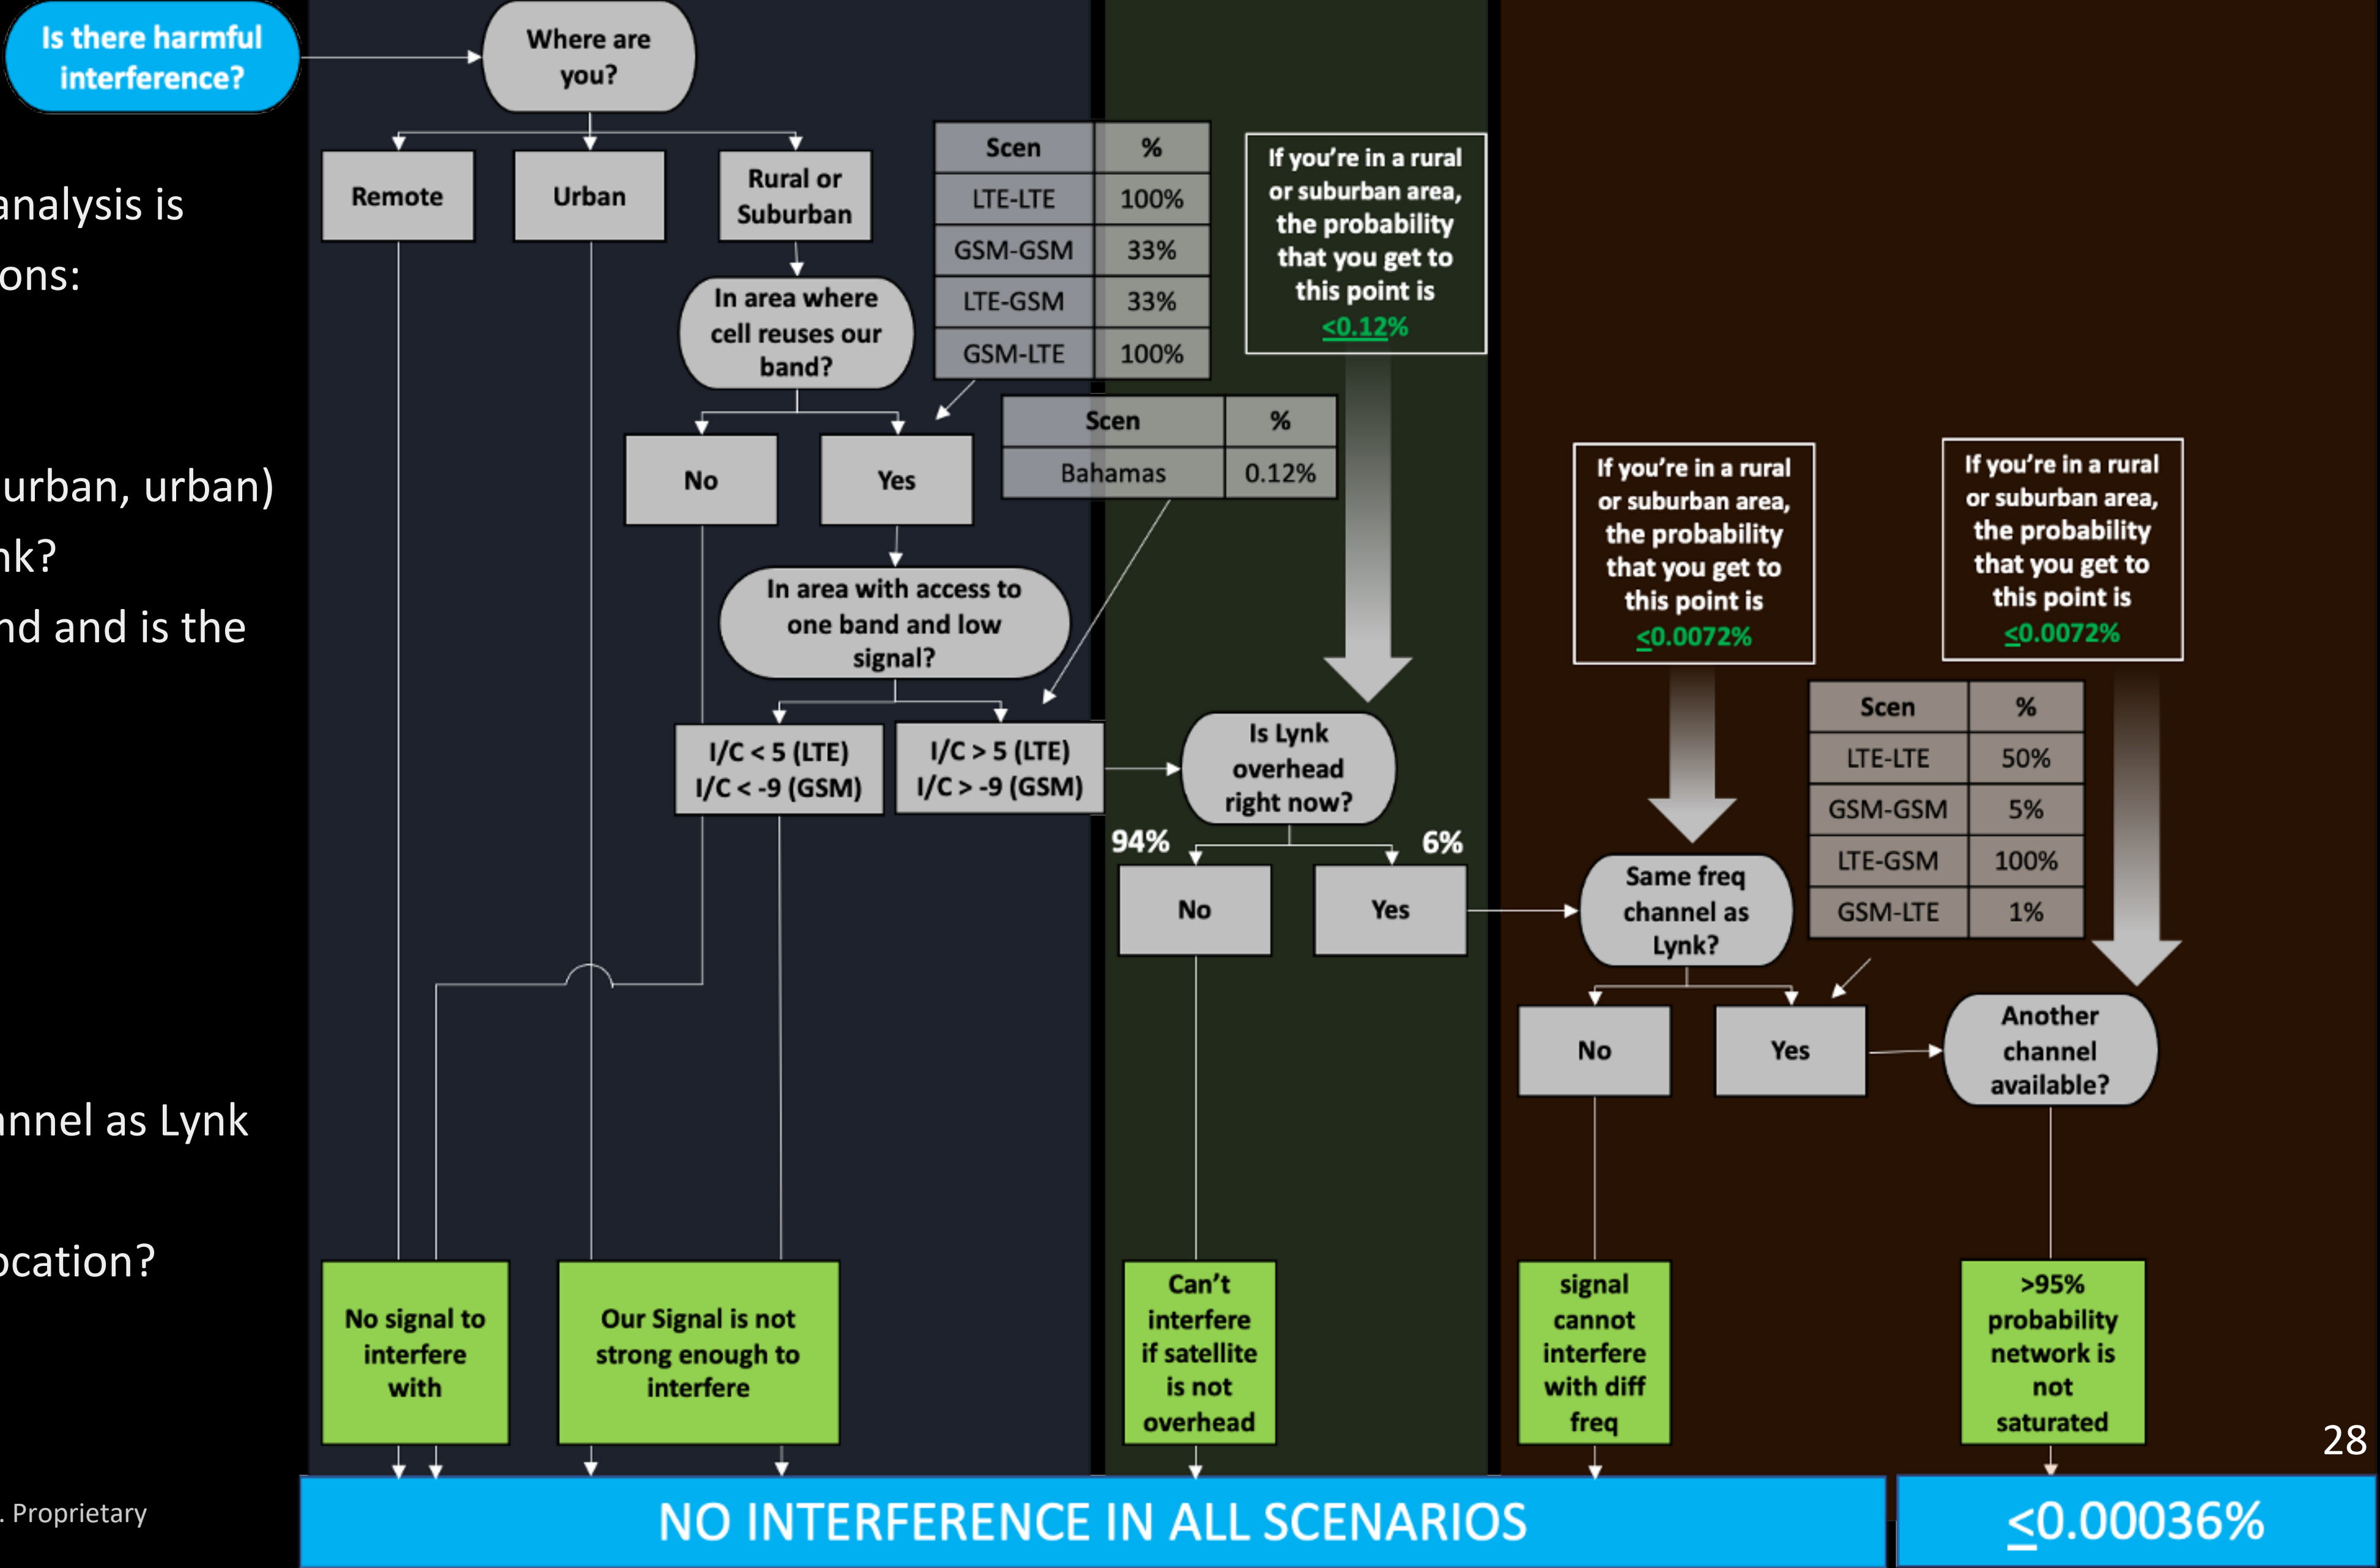 Is there harmful
interference?
Where are
you?
Remote
Urban
Rural or
Suburban
Scen %
LTE-LTE 100%
GSM-GSM 33%
LTE-GSM 33%
GSM-LTE 100%
If you’re in a rural
or suburban area,
the probability
that you get to
this point is
≤0.12%
analysis is
ons:
urban, urban)
nk?
nd and is the
annel as Lynk
ocation?
. Proprietary
In area where
cell reuses our
band?
No
Yes
Scen %
Bahamas 0.12%
In area with access to
one band and low
signal?
I/C < 5 (LTE)
I/C < -9 (GSM)
I/C > 5 (LTE)
I/C > -9 (GSM)
Is Lynk
overhead
right now?
94%
6%
No
Yes
If you’re in a rural
or suburban area,
the probability
that you get to
this point is
≤0.0072%
If you’re in a rural
or suburban area,
the probability
that you get to
this point is
≤0.0072%
Scen %
LTE-LTE 50%
GSM-GSM 5%
LTE-GSM 100%
GSM-LTE 1%
Same freq
channel as
Lynk?
No
Yes
Another
channel
available?
No signal to
interfere
with
Our Signal is not
strong enough to
interfere
Can’t
interfere
if satellite
is not
overhead
signal
cannot
interfere
with diff
freq
>95%
probability
network is
not
saturated
28
NO INTERFERENCE IN ALL SCENARIOS
≤0.00036%